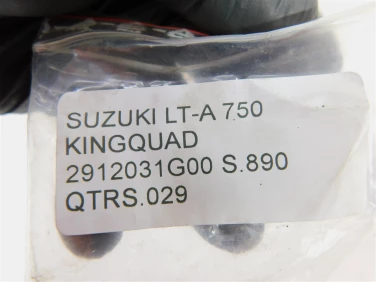 SUZUKI LT-A 750
KINGQUAD
2912031G00 S.890
QTRS.029